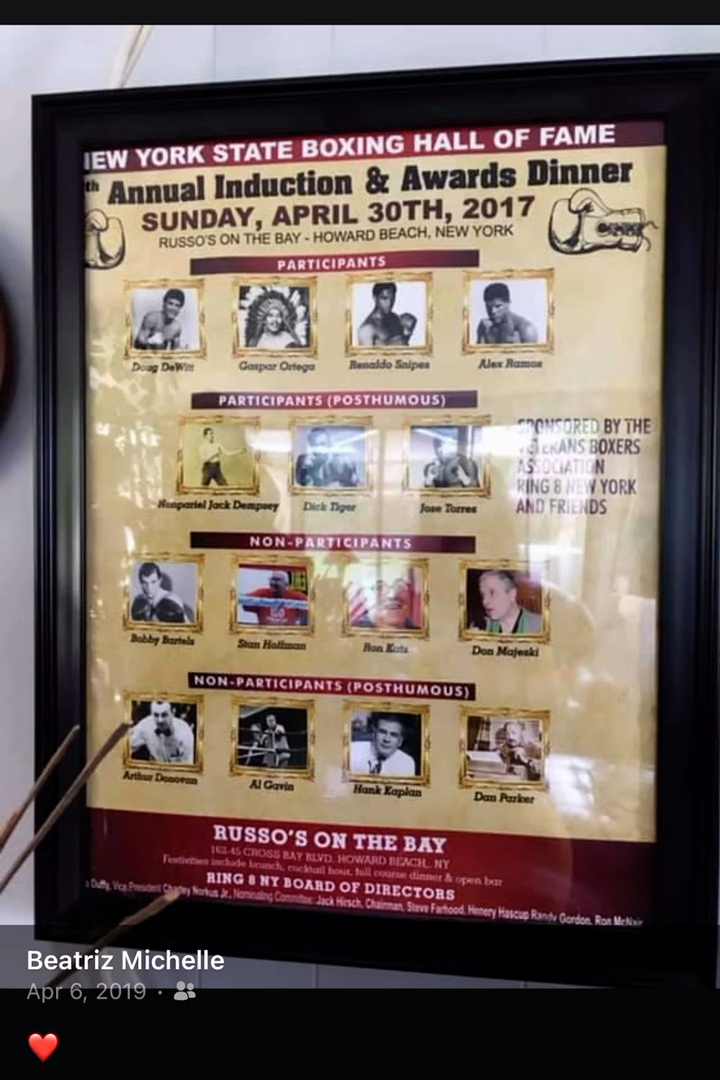 EW YORK STATE BOXING HALL OF FAME
th Annual Induction & Awards Dinner
SUNDAY, APRIL 30TH, 2017
RUSSO'S ON THE BAY - HOWARD BEACH, NEW YORK
PARTICIPANTS
Doug DeWitt Gaspar Ortega Renaldo Snipes Alex Ramos
PARTICIPANTS (POSTHUMOUS)
SPONSORED BY THE
VETERANS BOXERS
ASSOCIATION
RING 8 NEW YORK
AND FRIENDS
Nonpariel Jack Dempsey Dick Tiger Jose Torres
NON-PARTICIPANTS
Bobby Bartels Stan Hoffman Ron Katz Don Majeski
NON-PARTICIPANTS (POSTHUMOUS)
Arthur Donovan Al Gavin Hank Kaplan Dan Parker
RUSSO'S ON THE BAY
162-45 CROSS BAY BLVD. HOWARD BEACH, NY
Festivities include brunch, cocktail hour, full course dinner & open bar
RING 8 NY BOARD OF DIRECTORS
Duffy, Vice President Charley Norkus Jr., Nominating Committee: Jack Hirsch, Chairman, Steve Farhood, Henery Hascup Randy Gordon, Ron McNair
Beatriz Michelle
Apr 6, 2019 ·